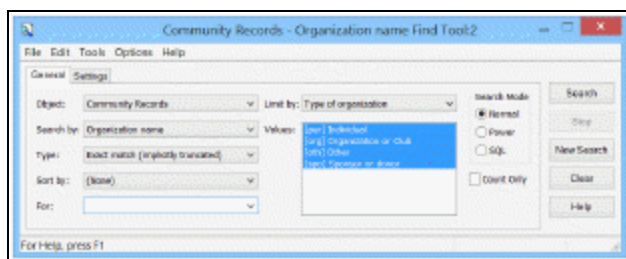 Community Records - Organization name Find Tool:2
File Edit Tools Options Help
General Settings
Object: Community Records
Search by: Organization name
Type: Exact match (implicitly truncated)
Sort by: (None)
For:
Limit by: Type of organization
Values: [per] Individual
[org] Organization or Club
[oth] Other
[spo] Sponsor or donor
Search Mode
Normal
Power
SQL
Count Only
Search
Stop
New Search
Clear
Help
For Help, press F1